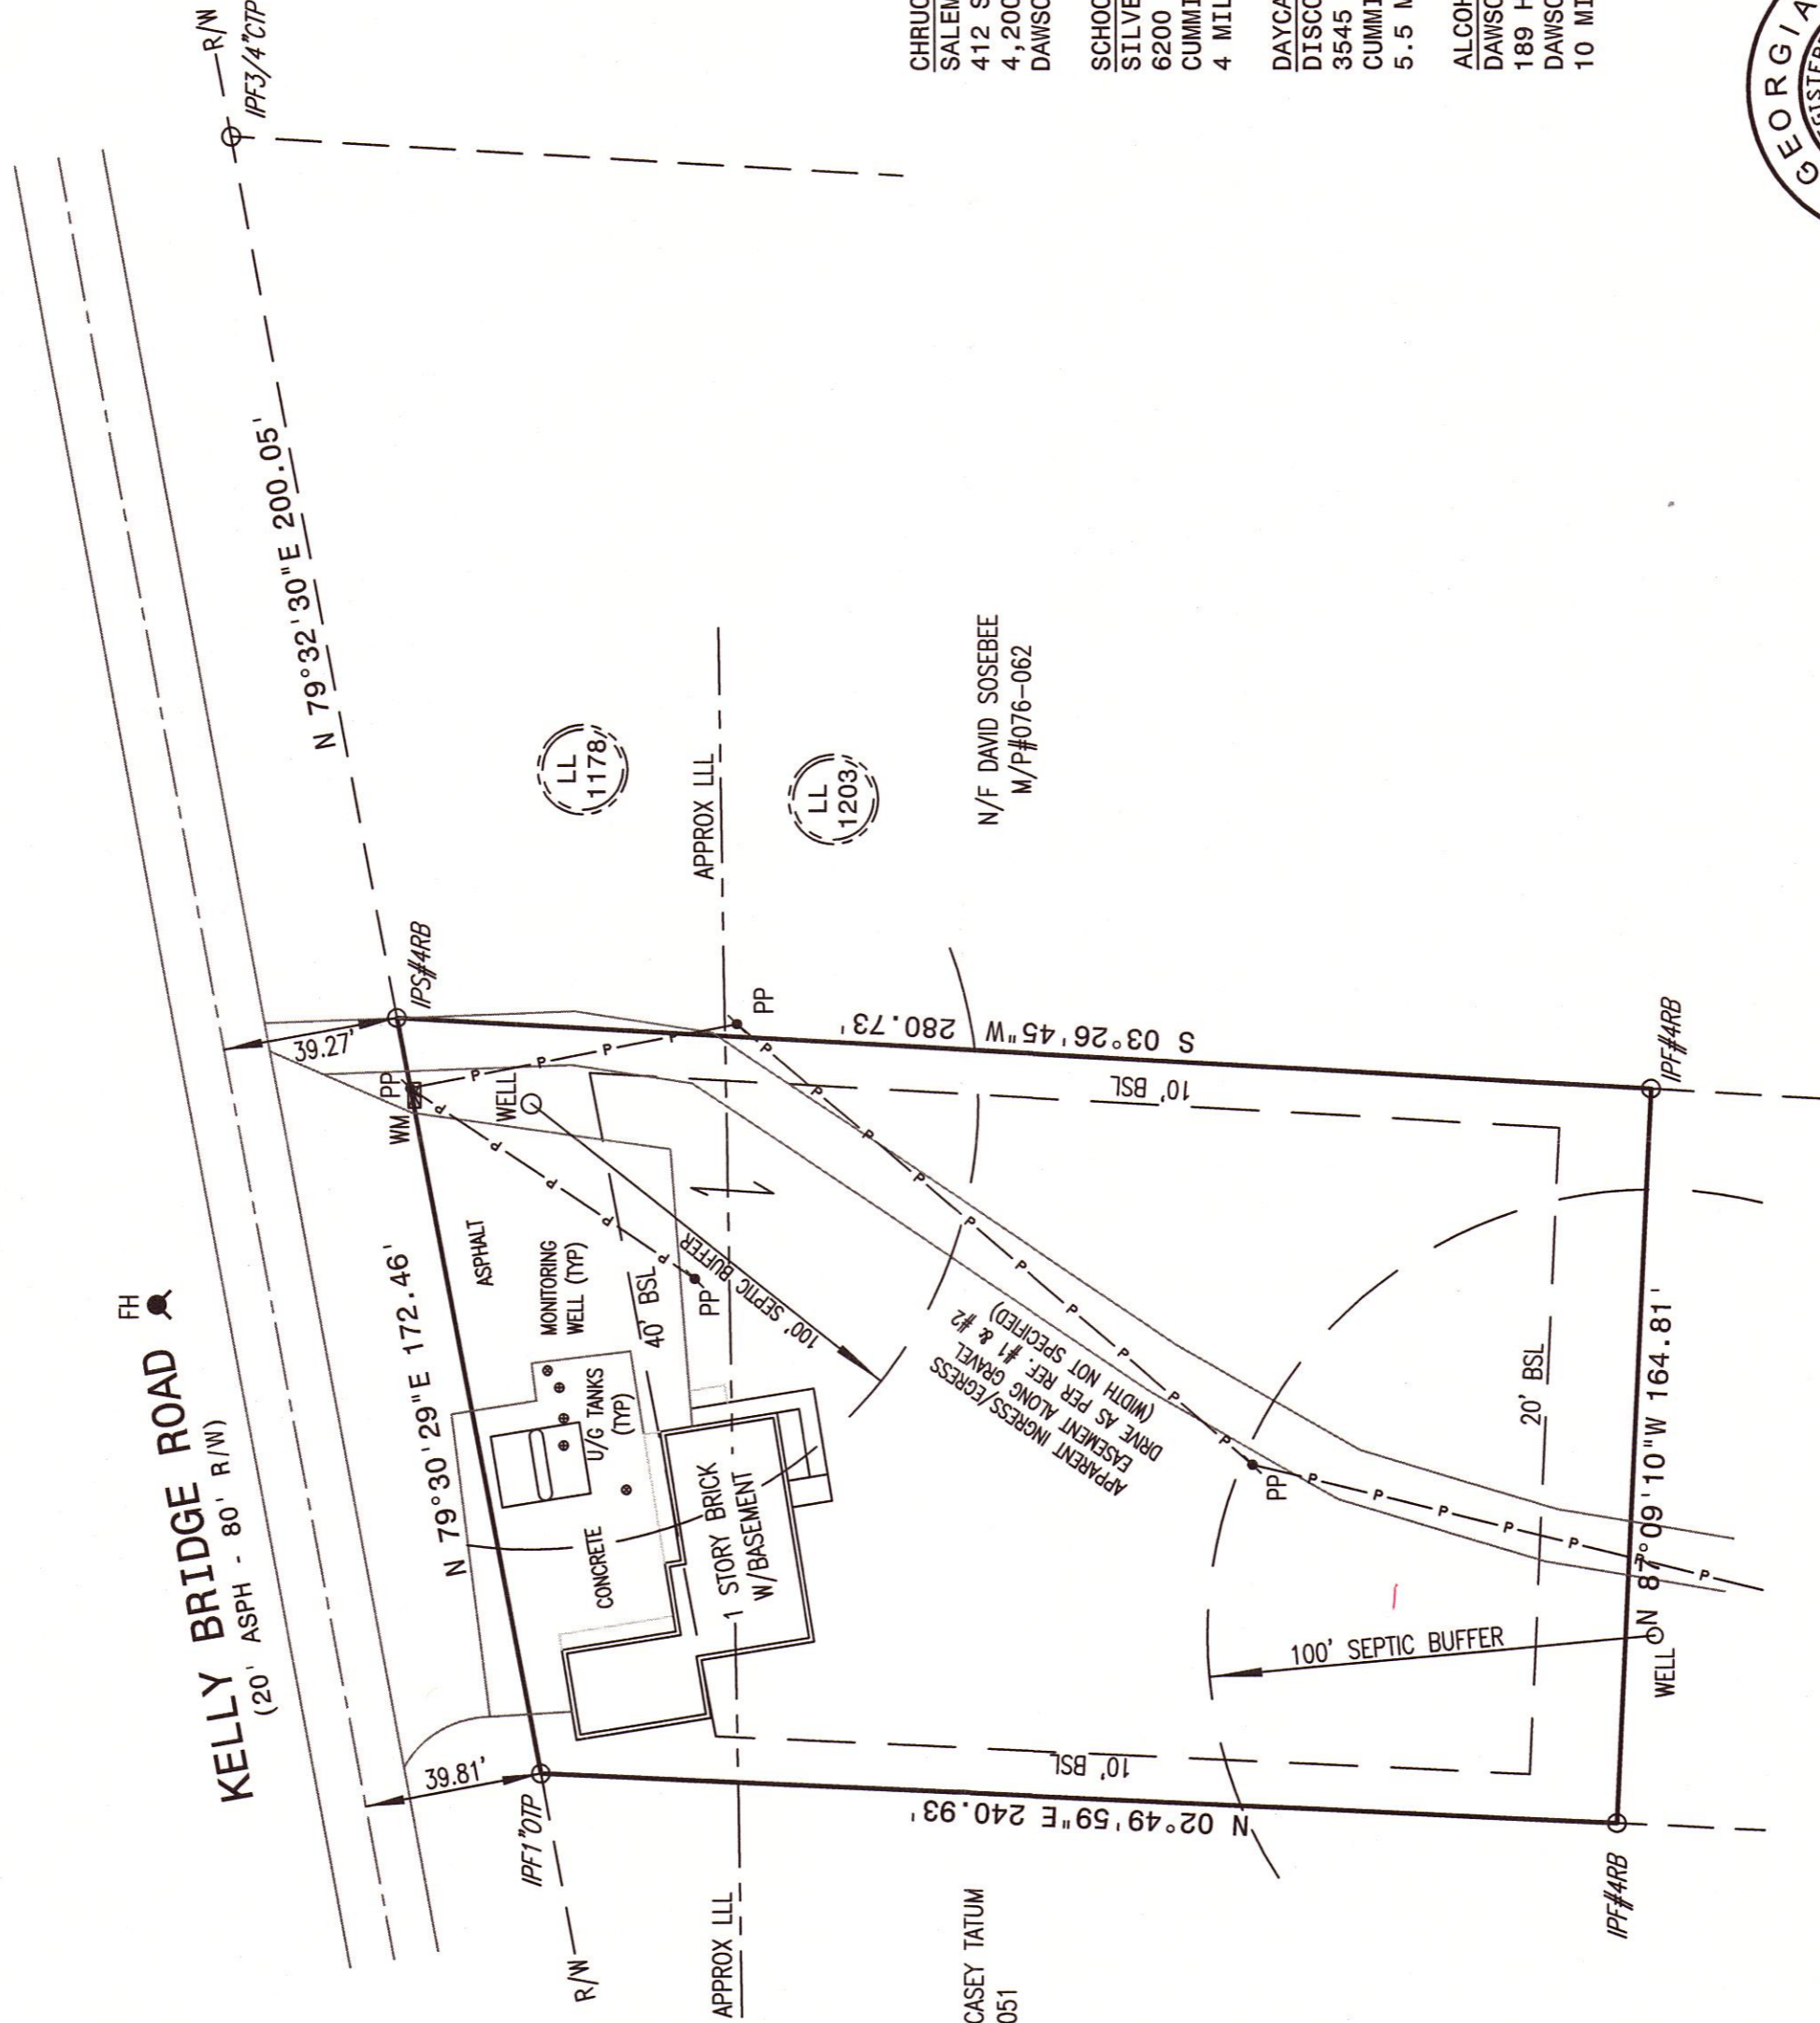 KELLY BRIDGE ROAD
(20' ASPH - 80' R/W)
FH
R/W
IPF3/4"CTP
N 79°32'30"E 200.05'
39.27'
IPS#4RB
39.81'
IPF1"OTP
R/W
N 79°30'29"E 172.46'
WM
PP
WELL
ASPHALT
MONITORING
WELL (TYP)
U/G TANKS
(TYP)
CONCRETE
40' BSL
PP
100' SEPTIC BUFFER
1 STORY BRICK
W/BASEMENT
LL
1178
APPROX LLL
LL
1203
PP
N/F DAVID SOSEBEE
M/P#076-062
S 03°26'45"W 280.73'
10' BSL
APPARENT INGRESS/EGRESS
EASEMENT ALONG GRAVEL
DRIVE AS PER REF. #1 & #2
(WIDTH NOT SPECIFIED)
PP
P P P P P P P P P P P P P P P P P P P P P P P P P P
20' BSL
100' SEPTIC BUFFER
WELL
N 87°09'10"W 164.81'
IPF#4RB
IPF#4RB
10' BSL
N 02°49'59"E 240.93'
APPROX LLL
CASEY TATUM
051
CHRUC
SALEM
412 S
4,200
DAWSO
SCHOO
SILVE
6200
CUMMI
4 MIL
DAYCA
DISCO
3545
CUMMI
5.5 M
ALCOH
DAWSO
189 H
DAWSO
10 MI
GEORGIA
GISTER